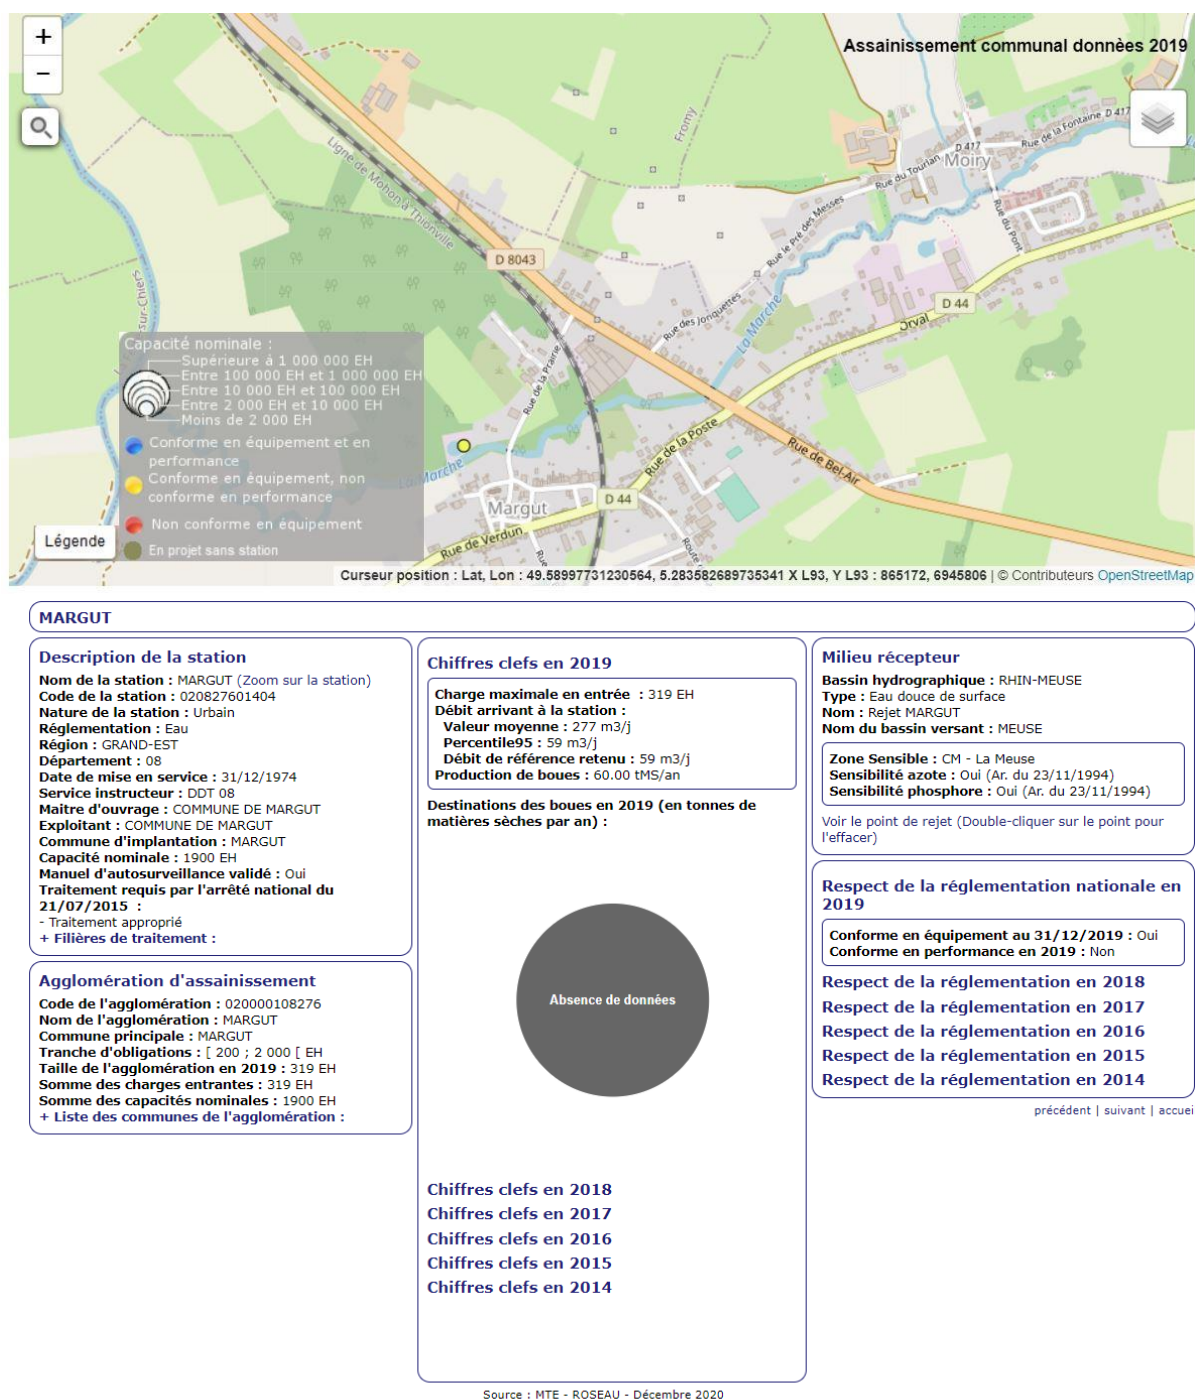 +
−
Assainissement communal donnèes 2019
Fromy
Ligne de Mohon à Thionville
Rue de la Fontaine D 417
D 417
Moiry
Rue du Tourlan
Rue le Pré des Messes
Rue du Pont
D 8043
D 44
Orval
La Marche
Rue des Jonquettes
Rue de la Prairie
sur-Chiers
Capacité nominale :
Supérieure á 1 000 000 EH
Entre 100 000 EH et 1 000 000 EH
Entre 10 000 EH et 100 000 EH
Entre 2 000 EH et 10 000 EH
Moins de 2 000 EH
Conforme en équipement et en
performance
Conforme en équipement, non
conforme en performance
Non conforme en équipement
En projet sans station
Légende
La Marche
Rue de la Poste
Rue de Bel-Air
Margut
D 44
Rue de Verdun
Route
Curseur position : Lat, Lon : 49.58997731230564, 5.283582689735341 X L93, Y L93 : 865172, 6945806 | © Contributeurs OpenStreetMap
MARGUT
Description de la station
Nom de la station : MARGUT (Zoom sur la station)
Code de la station : 020827601404
Nature de la station : Urbain
Réglementation : Eau
Région : GRAND-EST
Département : 08
Date de mise en service : 31/12/1974
Service instructeur : DDT 08
Maitre d'ouvrage : COMMUNE DE MARGUT
Exploitant : COMMUNE DE MARGUT
Commune d'implantation : MARGUT
Capacité nominale : 1900 EH
Manuel d'autosurveillance validé : Oui
Traitement requis par l'arrêté national du
21/07/2015 :
- Traitement approprié
+ Filières de traitement :
Agglomération d'assainissement
Code de l'agglomération : 020000108276
Nom de l'agglomération : MARGUT
Commune principale : MARGUT
Tranche d'obligations : [ 200 ; 2 000 [ EH
Taille de l'agglomération en 2019 : 319 EH
Somme des charges entrantes : 319 EH
Somme des capacités nominales : 1900 EH
+ Liste des communes de l'agglomération :
Chiffres clefs en 2019
Charge maximale en entrée : 319 EH
Débit arrivant à la station :
Valeur moyenne : 277 m3/j
Percentile95 : 59 m3/j
Débit de référence retenu : 59 m3/j
Production de boues : 60.00 tMS/an
Destinations des boues en 2019 (en tonnes de
matières sèches par an) :
Absence de données
Chiffres clefs en 2018
Chiffres clefs en 2017
Chiffres clefs en 2016
Chiffres clefs en 2015
Chiffres clefs en 2014
Milieu récepteur
Bassin hydrographique : RHIN-MEUSE
Type : Eau douce de surface
Nom : Rejet MARGUT
Nom du bassin versant : MEUSE
Zone Sensible : CM - La Meuse
Sensibilité azote : Oui (Ar. du 23/11/1994)
Sensibilité phosphore : Oui (Ar. du 23/11/1994)
Voir le point de rejet (Double-cliquer sur le point pour
l'effacer)
Respect de la réglementation nationale en
2019
Conforme en équipement au 31/12/2019 : Oui
Conforme en performance en 2019 : Non
Respect de la réglementation en 2018
Respect de la réglementation en 2017
Respect de la réglementation en 2016
Respect de la réglementation en 2015
Respect de la réglementation en 2014
précédent | suivant | accuei
Source : MTE - ROSEAU - Décembre 2020